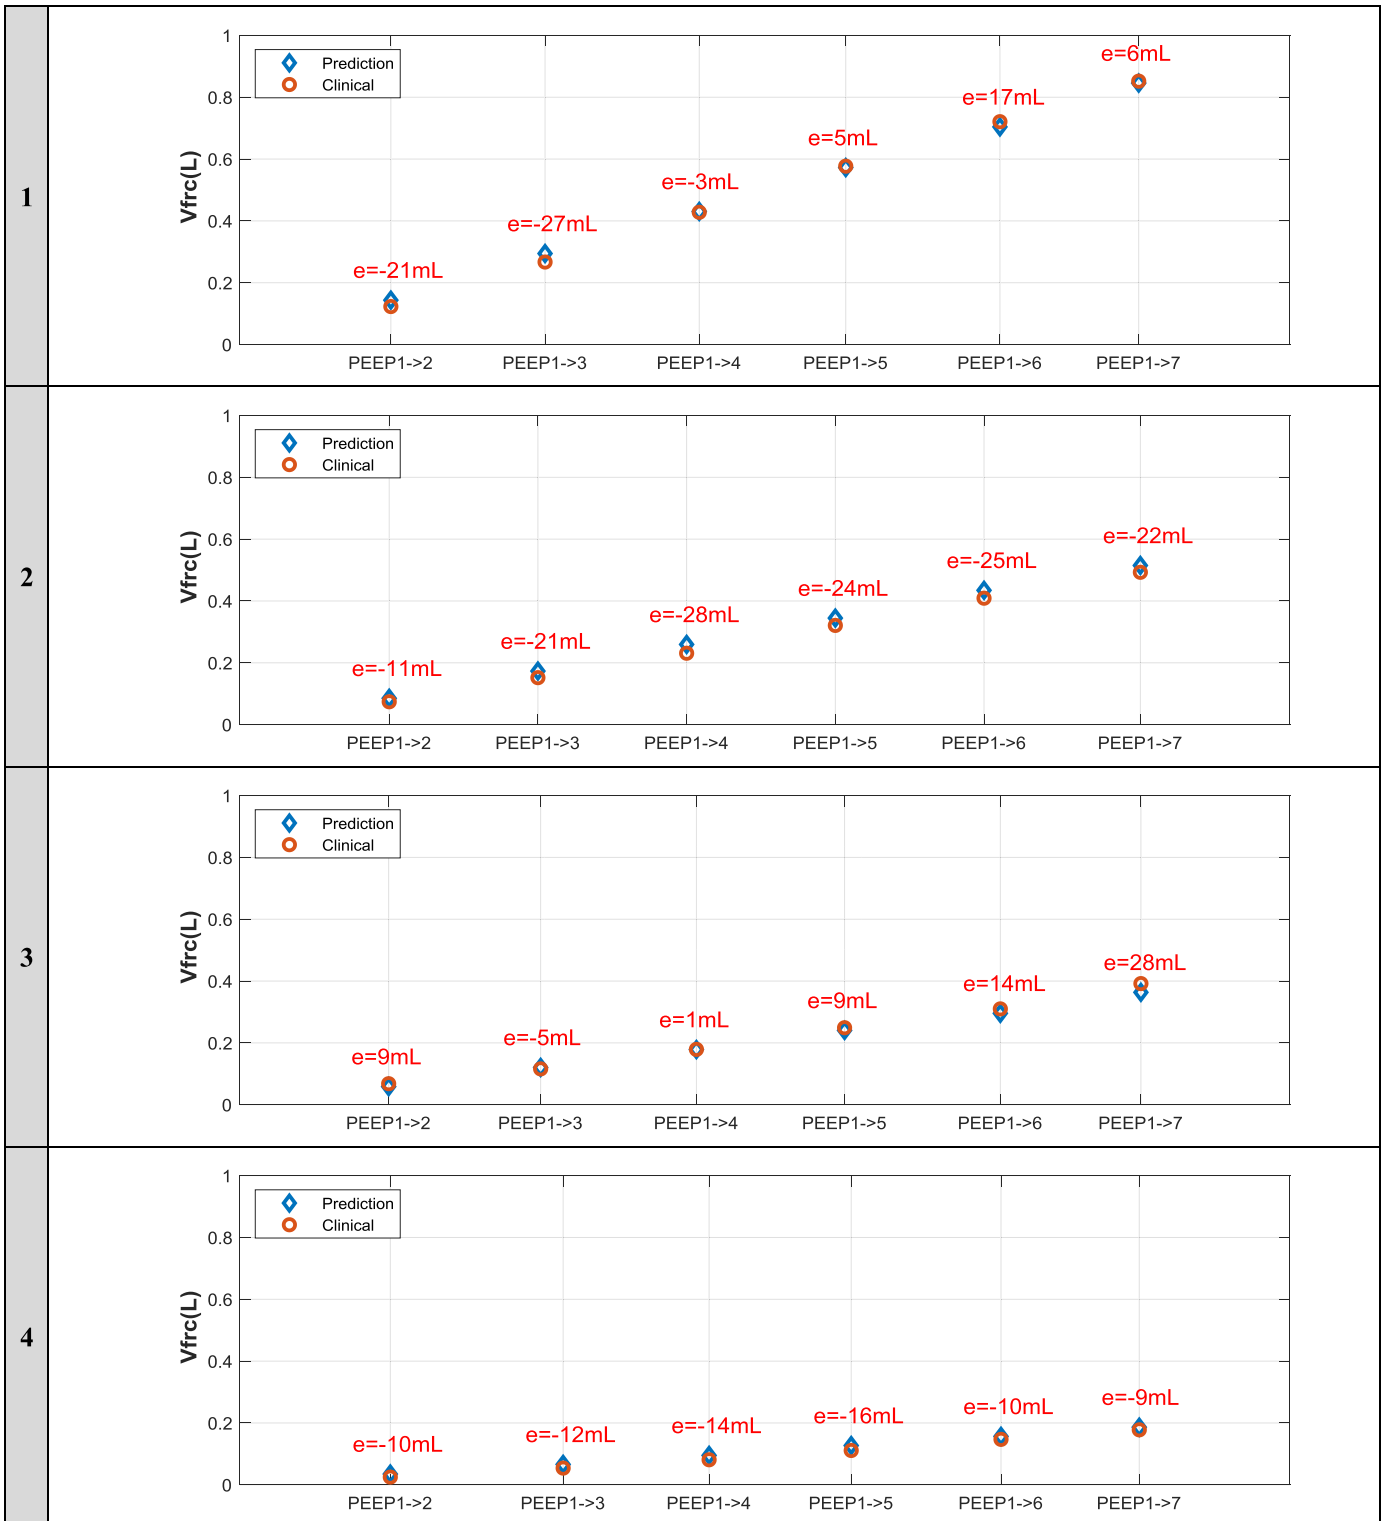 1
Vfrc(L)
1
0.8
0.6
0.4
0.2
0
Prediction
Clinical
e=-21mL
e=-27mL
e=-3mL
e=5mL
e=17mL
e=6mL
PEEP1->2 PEEP1->3 PEEP1->4 PEEP1->5 PEEP1->6 PEEP1->7
2
Vfrc(L)
1
0.8
0.6
0.4
0.2
0
Prediction
Clinical
e=-11mL
e=-21mL
e=-28mL
e=-24mL
e=-25mL
e=-22mL
PEEP1->2 PEEP1->3 PEEP1->4 PEEP1->5 PEEP1->6 PEEP1->7
3
Vfrc(L)
1
0.8
0.6
0.4
0.2
0
Prediction
Clinical
e=9mL
e=-5mL
e=1mL
e=9mL
e=14mL
e=28mL
PEEP1->2 PEEP1->3 PEEP1->4 PEEP1->5 PEEP1->6 PEEP1->7
4
Vfrc(L)
1
0.8
0.6
0.4
0.2
0
Prediction
Clinical
e=-10mL
e=-12mL
e=-14mL
e=-16mL
e=-10mL
e=-9mL
PEEP1->2 PEEP1->3 PEEP1->4 PEEP1->5 PEEP1->6 PEEP1->7